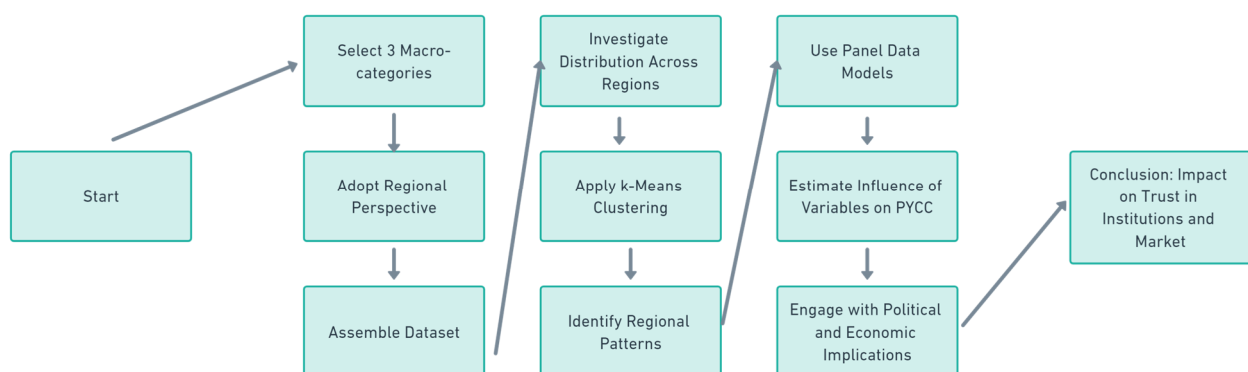 Start
Select 3 Macro-
categories
Adopt Regional
Perspective
Assemble Dataset
Investigate
Distribution Across
Regions
Apply k-Means
Clustering
Identify Regional
Patterns
Use Panel Data
Models
Estimate Influence of
Variables on PYCC
Engage with Political
and Economic
Implications
Conclusion: Impact
on Trust in
Institutions and
Market